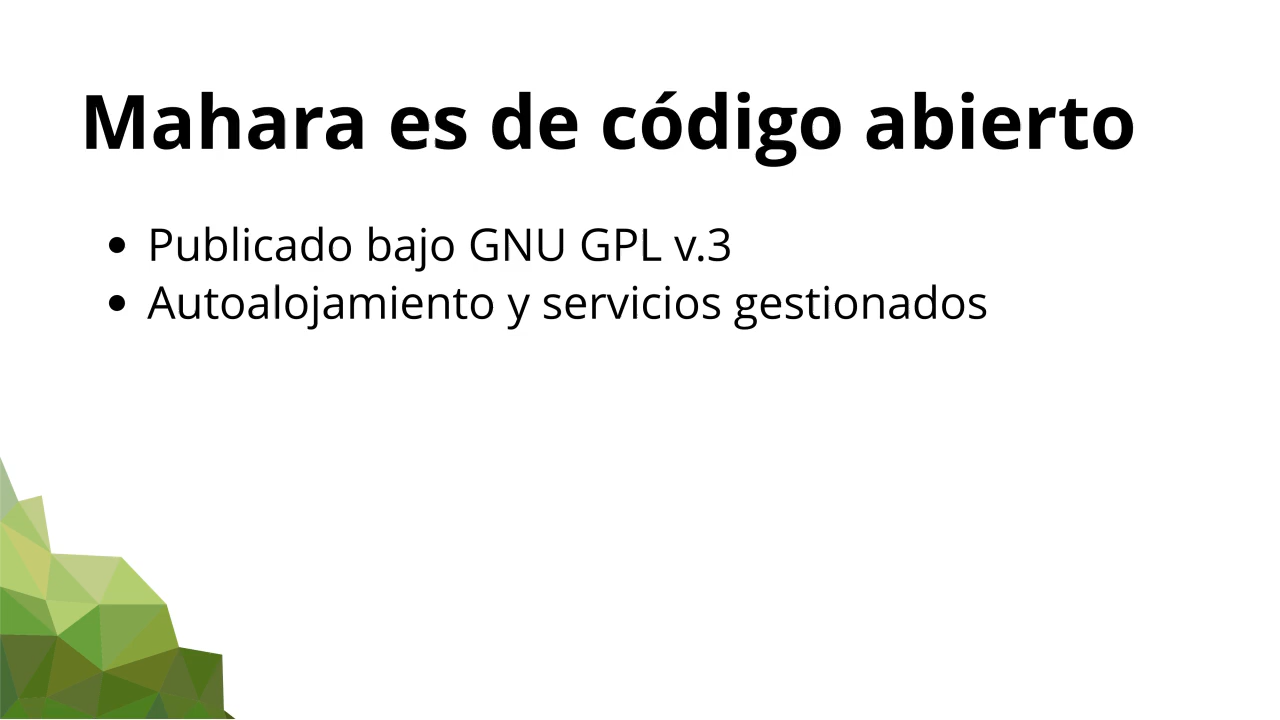 Mahara es de código abierto
• Publicado bajo GNU GPL v.3
• Autoalojamiento y servicios gestionados